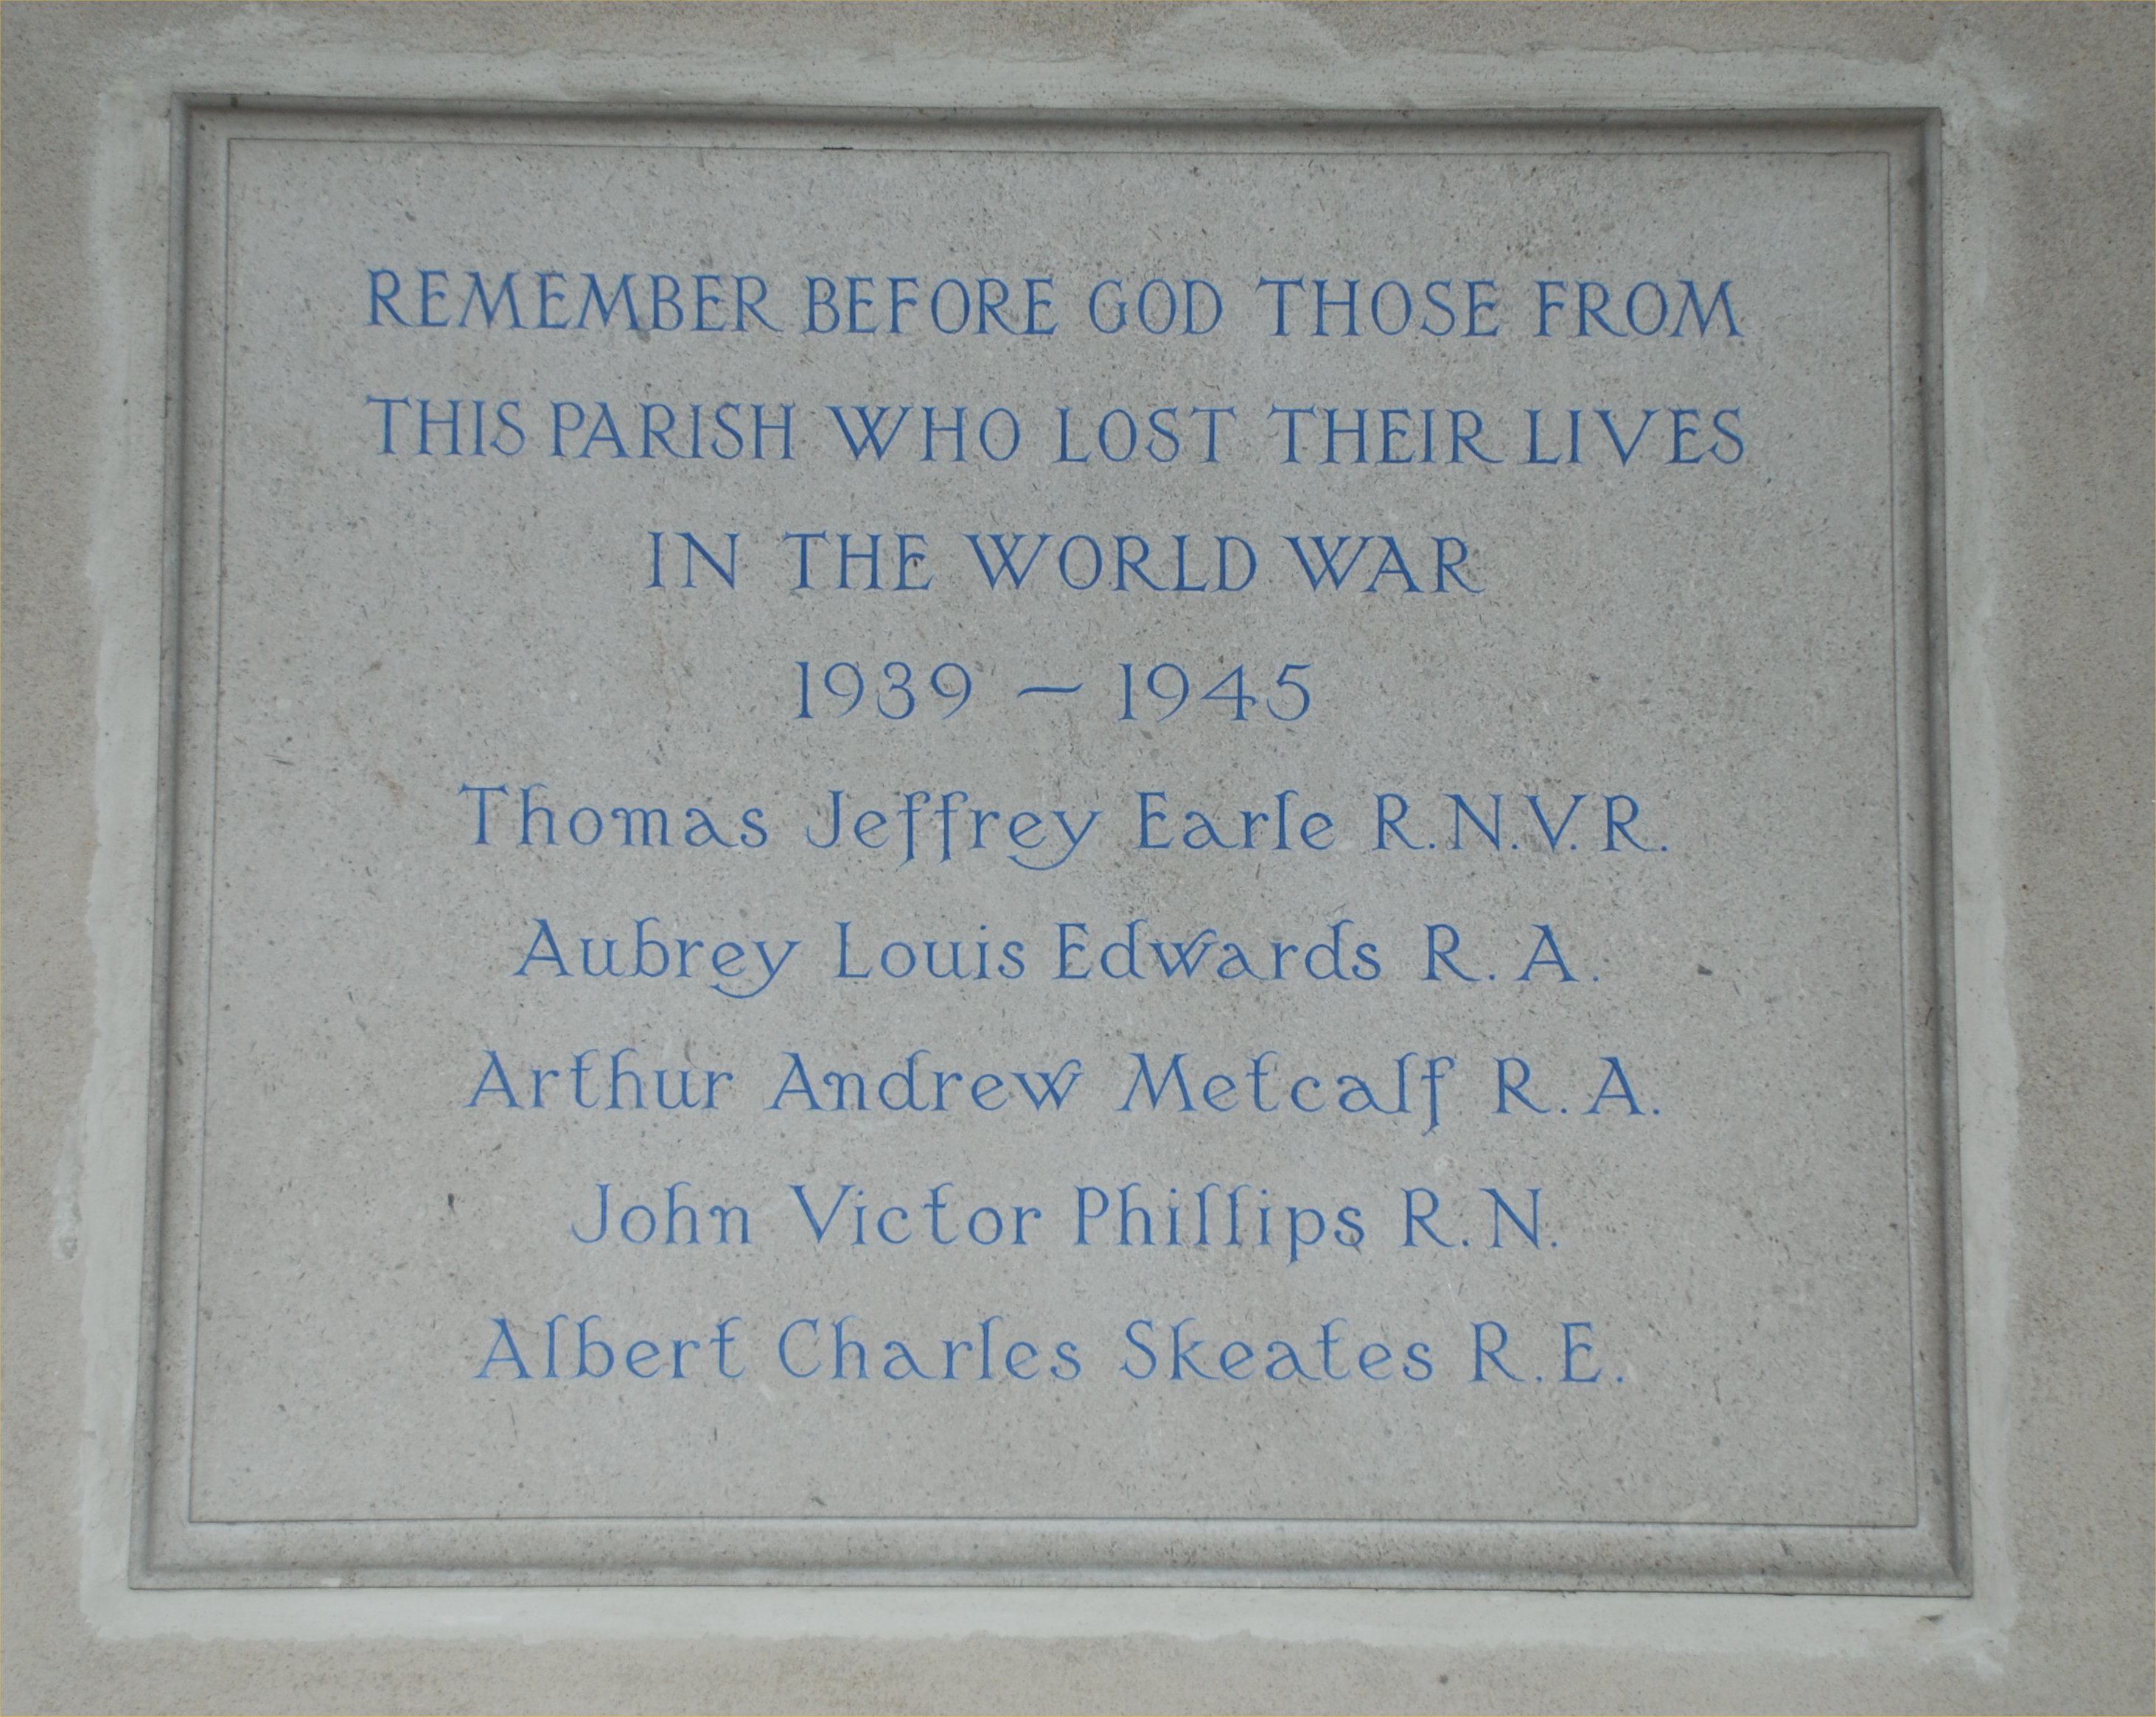 REMEMBER BEFORE GOD THOSE FROM
THIS PARISH WHO LOST THEIR LIVES
IN THE WORLD WAR
1939 – 1945
Thomas Jeffrey Earle R.N.V.R.
Aubrey Louis Edwards R.A.
Arthur Andrew Metcalf R.A.
John Victor Phillips R.N.
Albert Charles Skeates R.E.